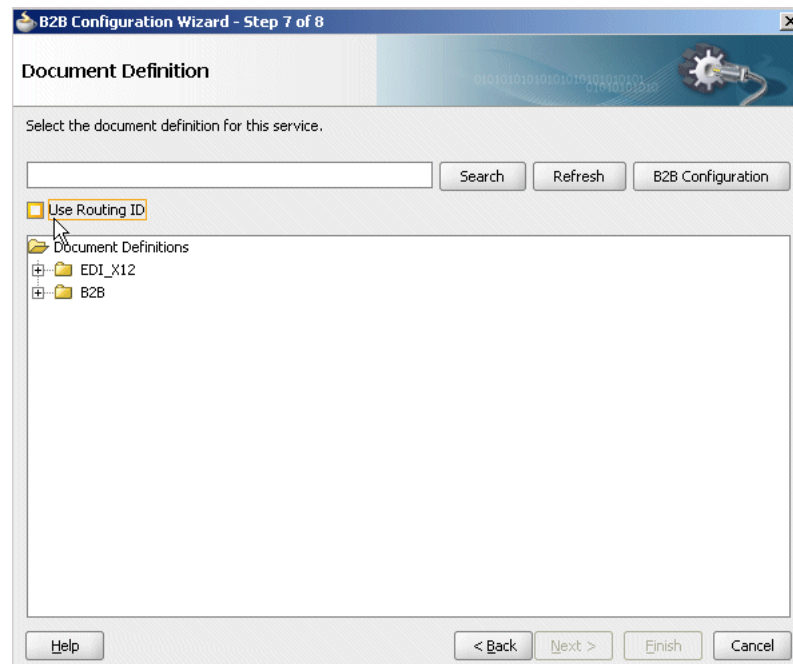 B2B Configuration Wizard - Step 7 of 8
Document Definition
Select the document definition for this service.
Search Refresh B2B Configuration
Use Routing ID
Document Definitions
EDI_X12
B2B
Help < Back Next > Finish Cancel